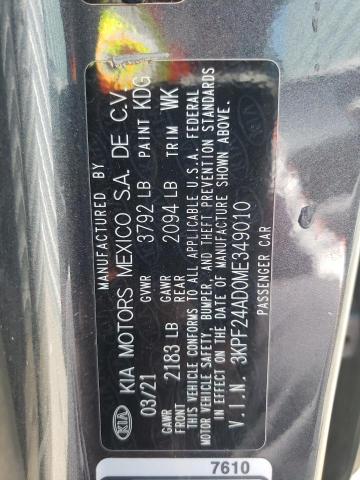 MANUFACTURED BY
KIA KIA MOTORS MEXICO S.A. DE C.V.
03/21 GVWR 3792 LB PAINT KDG
GAWR FRONT 2183 LB GAWR REAR 2094 LB TRIM WK
THIS VEHICLE CONFORMS TO ALL APPLICABLE U.S.A. FEDERAL
MOTOR VEHICLE SAFETY, BUMPER, AND THEFT PREVENTION STANDARDS
IN EFFECT ON THE DATE OF MANUFACTURE SHOWN ABOVE.
V.I.N. 3KPF24AD0ME349010
PASSENGER CAR
7610